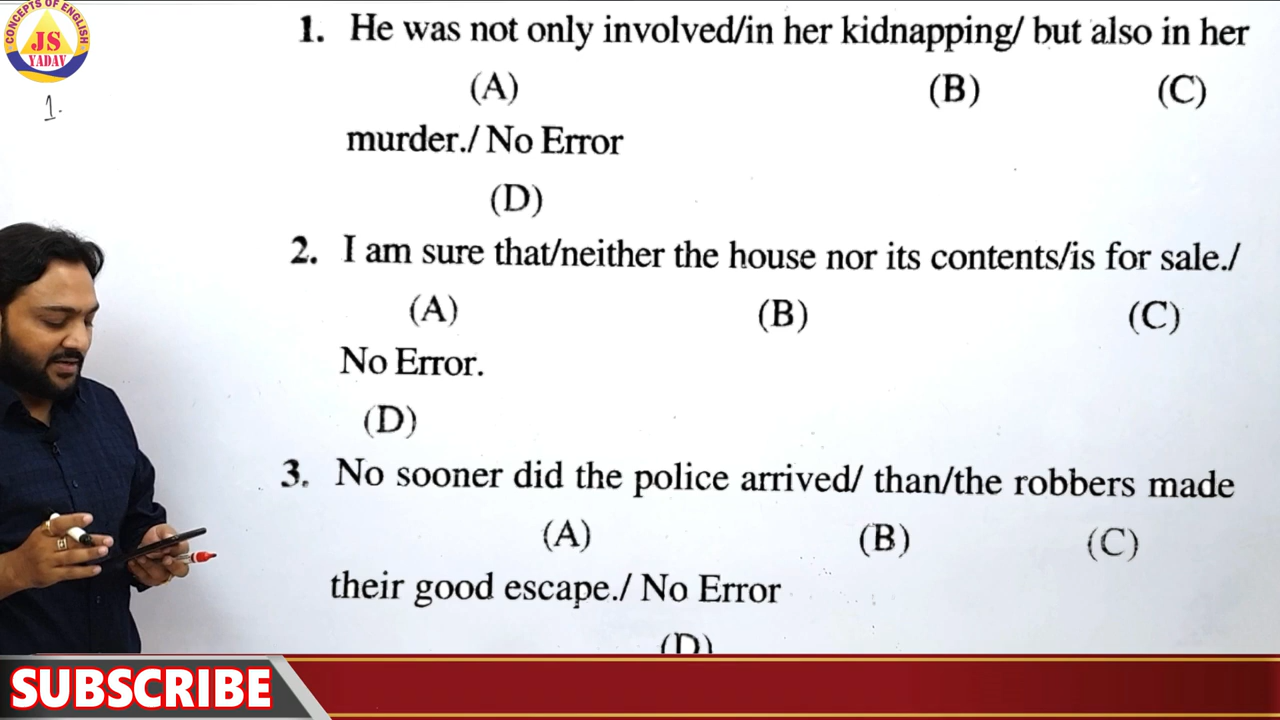 CONCEPTS OF ENGLISH
JS
YADAV
1.
1. He was not only involved/in her kidnapping/ but also in her
(A) (B) (C)
murder./ No Error
(D)
2. I am sure that/neither the house nor its contents/is for sale./
(A) (B) (C)
No Error.
(D)
3. No sooner did the police arrived/ than/the robbers made
(A) (B) (C)
their good escape./ No Error
(D)
SUBSCRIBE